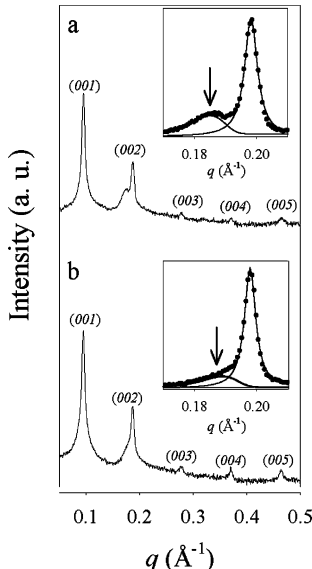 a
(001)
(002)
(003)
(004)
(005)
0.18
0.20
q (Å-1)
Intensity (a. u.)
b
(001)
(002)
(003)
(004)
(005)
0.18
0.20
q (Å-1)
0.1 0.2 0.3 0.4 0.5
q (Å-1)